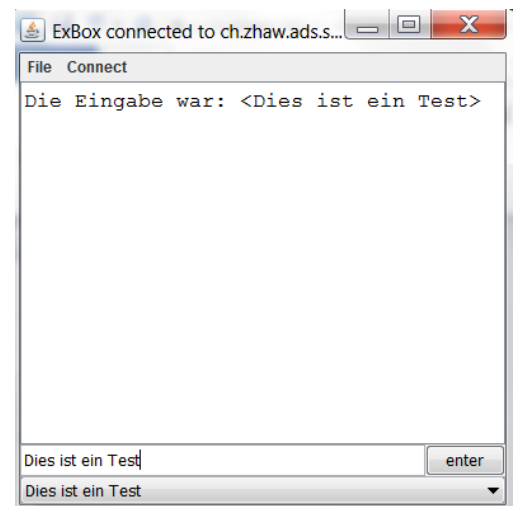 ExBox connected to ch.zhaw.ads.s...
File Connect
Die Eingabe war: <Dies ist ein Test>
Dies ist ein Test
enter
Dies ist ein Test